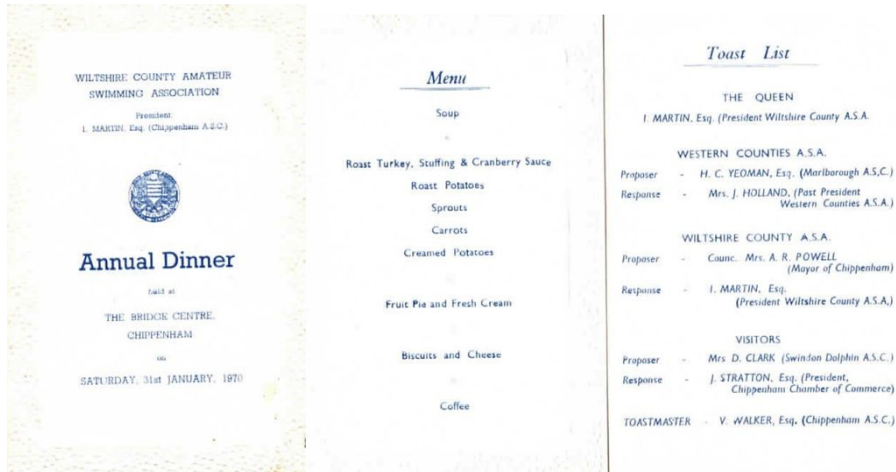 WILTSHIRE COUNTY AMATEUR
SWIMMING ASSOCIATION
President
I. MARTIN, Esq. (Chippenham A.S.C.)
Annual Dinner
held at
THE BRIDGE CENTRE,
CHIPPENHAM
on
SATURDAY, 31st JANUARY, 1970
Menu
Soup
Roast Turkey, Stuffing & Cranberry Sauce
Roast Potatoes
Sprouts
Carrots
Creamed Potatoes
Fruit Pie and Fresh Cream
Biscuits and Cheese
Coffee
Toast List
THE QUEEN
I. MARTIN, Esq. (President Wiltshire County A.S.A.
WESTERN COUNTIES A.S.A.
Proposer - H. C. YEOMAN, Esq. (Marlborough A.S,C.)
Response - Mrs. J. HOLLAND, (Past President
Western Counties A.S.A.)
WILTSHIRE COUNTY A.S.A.
Proposer - Counc. Mrs. A. R. POWELL
(Mayor of Chippenham)
Response - I. MARTIN, Esq.
(President Wiltshire County A.S.A,)
VISITORS
Proposer - Mrs D. CLARK (Swindon Dolphin A.S.C.)
Response - J. STRATTON, Esq. (President,
Chippenham Chamber of Commerce)
TOASTMASTER - V. WALKER, Esq. (Chippenham A.S.C.)